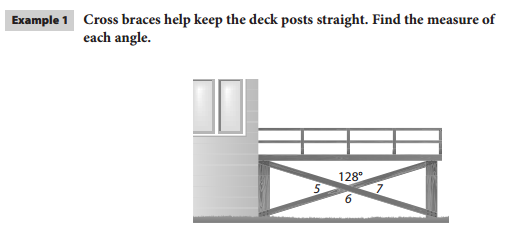 Example 1 Cross braces help keep the deck posts straight. Find the measure of
each angle.
128°
5 7
6